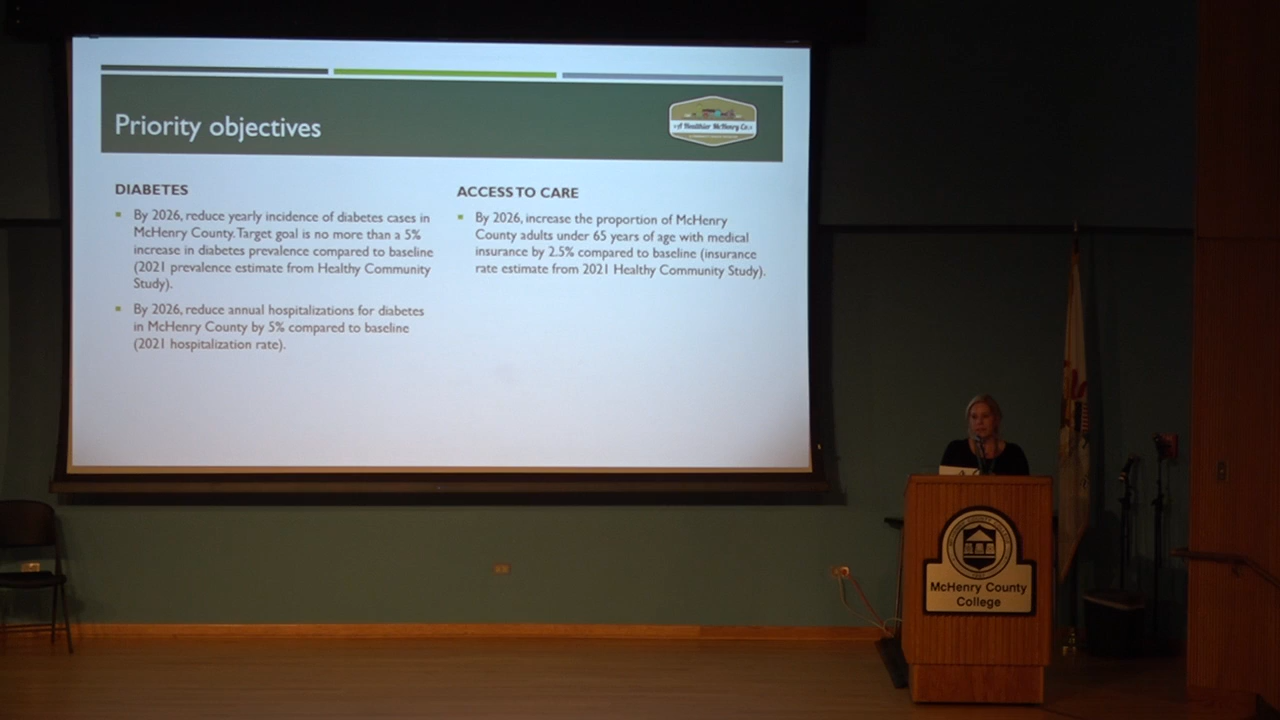 Priority objectives
A Healthier McHenry Co.
DIABETES
By 2026, reduce yearly incidence of diabetes cases in
McHenry County. Target goal is no more than a 5%
increase in diabetes prevalence compared to baseline
(2021 prevalence estimate from Healthy Community
Study).
By 2026, reduce annual hospitalizations for diabetes
in McHenry County by 5% compared to baseline
(2021 hospitalization rate).
ACCESS TO CARE
By 2026, increase the proportion of McHenry
County adults under 65 years of age with medical
insurance by 2.5% compared to baseline (insurance
rate estimate from 2021 Healthy Community Study).
McHenry County
College